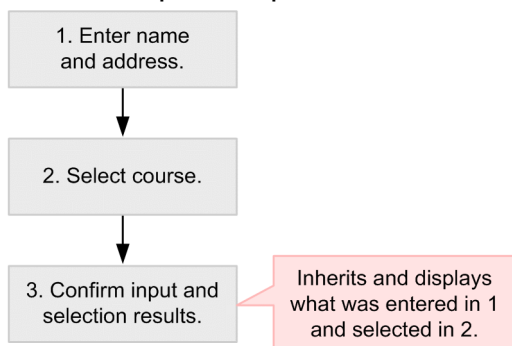 1. Enter name
and address.
2. Select course.
3. Confirm input and
selection results.
Inherits and displays
what was entered in 1
and selected in 2.